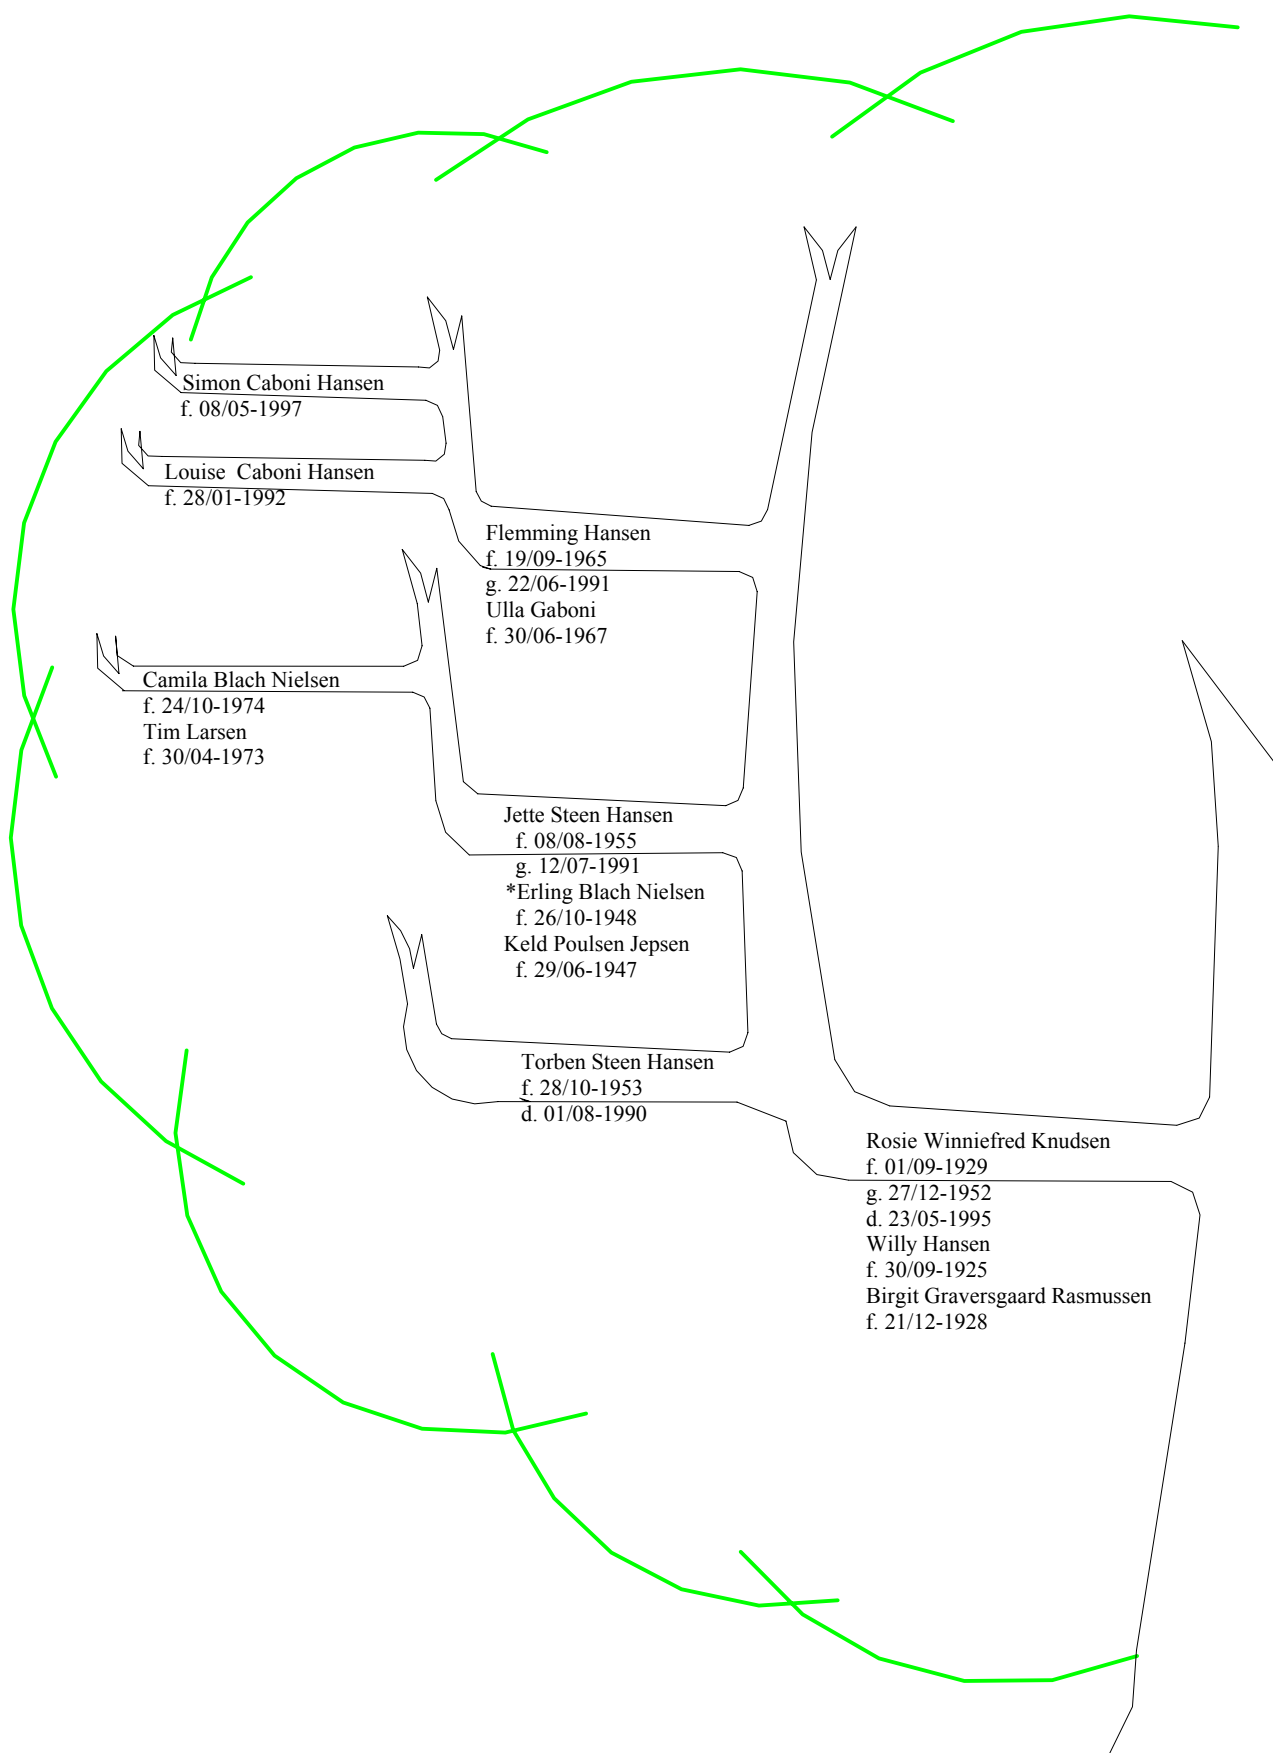 Simon Caboni Hansen
f. 08/05-1997
Louise  Caboni Hansen
f. 28/01-1992
Flemming Hansen
f. 19/09-1965
g. 22/06-1991
Ulla Gaboni
f. 30/06-1967
Camila Blach Nielsen
f. 24/10-1974
Tim Larsen
f. 30/04-1973
Jette Steen Hansen
f. 08/08-1955
g. 12/07-1991
*Erling Blach Nielsen
f. 26/10-1948
Keld Poulsen Jepsen
f. 29/06-1947
Torben Steen Hansen
f. 28/10-1953
d. 01/08-1990
Rosie Winniefred Knudsen
f. 01/09-1929
g. 27/12-1952
d. 23/05-1995
Willy Hansen
f. 30/09-1925
Birgit Graversgaard Rasmussen
f. 21/12-1928